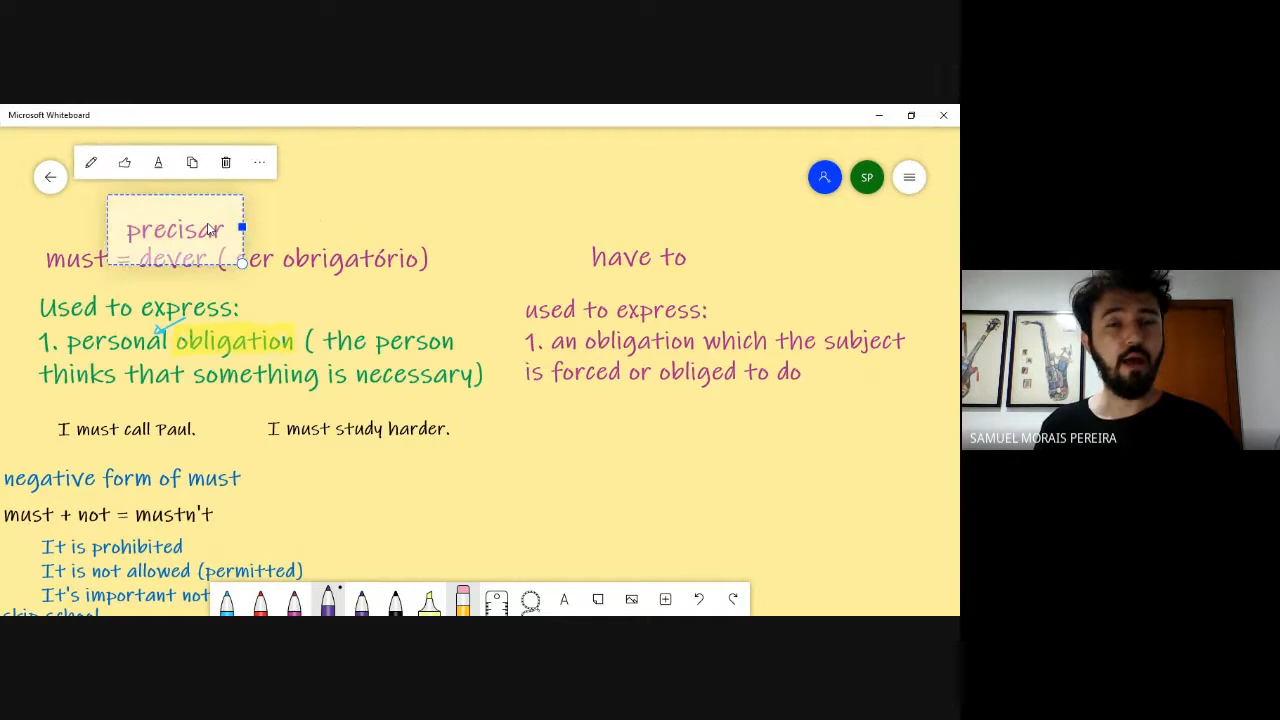 Microsoft Whiteboard
SP
precisar
must = dever ( ser obrigatório)
have to
Used to express:
1. personal obligation ( the person
thinks that something is necessary)
used to express:
1. an obligation which the subject
is forced or obliged to do
I must call Paul.
I must study harder.
negative form of must
must + not = mustn't
It is prohibited
It is not allowed (permitted)
It's important not
skip school
SAMUEL MORAIS PEREIRA